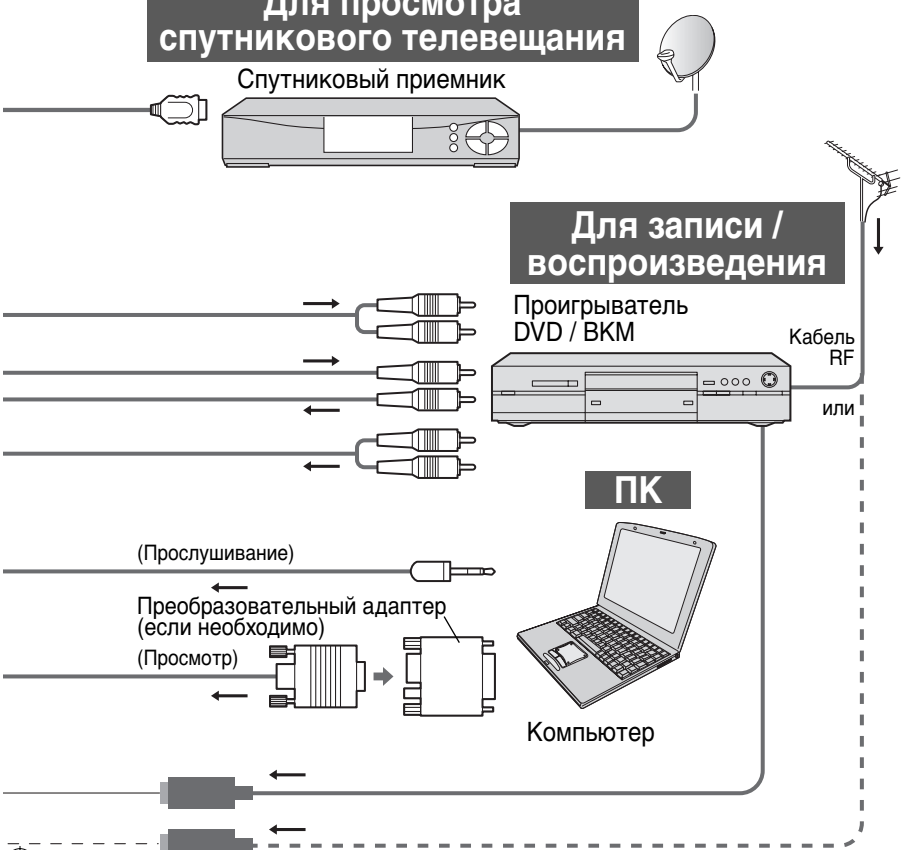 Для просмотра
спутникового телевещания
Спутниковый приемник
Для записи /
воспроизведения
Проигрыватель
DVD / ВКМ
Кабель
RF
или
ПК
(Прослушивание)
Преобразовательный адаптер
(если необходимо)
(Просмотр)
Компьютер